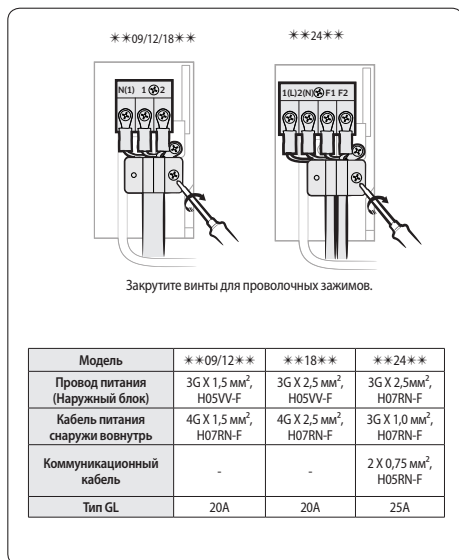 ✳✳09/12/18✳✳
✳✳24✳✳
N(1) 1 2
1(L)2(N) F1 F2
Закрутите винты для проволочных зажимов.
Модель ✳✳09/12✳✳ ✳✳18✳✳ ✳✳24✳✳
Провод питания (Наружный блок) 3G X 1,5 мм², H05VV-F 3G X 2,5 мм², H05VV-F 3G X 2,5мм², H07RN-F
Кабель питания снаружи вовнутрь 4G X 1,5 мм², H07RN-F 4G X 2,5 мм², H07RN-F 3G X 1,0 мм², H07RN-F
Коммуникационный кабель - - 2 X 0,75 мм², H05RN-F
Тип GL 20A 20A 25A